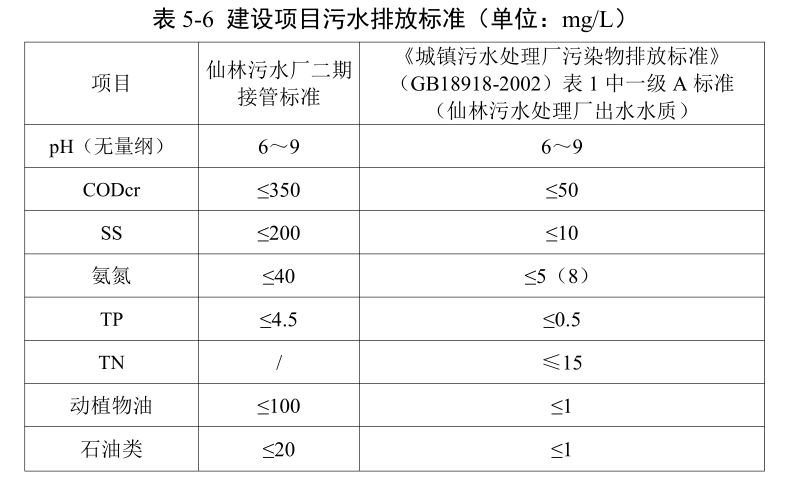 表 5-6 建设项目污水排放标准（单位：mg/L）
项目 仙林污水厂二期接管标准 《城镇污水处理厂污染物排放标准》（GB18918-2002）表 1 中一级 A 标准（仙林污水处理厂出水水质）
pH（无量纲） 6～9 6～9
CODcr ≤350 ≤50
SS ≤200 ≤10
氨氮 ≤40 ≤5（8）
TP ≤4.5 ≤0.5
TN / ≤15
动植物油 ≤100 ≤1
石油类 ≤20 ≤1